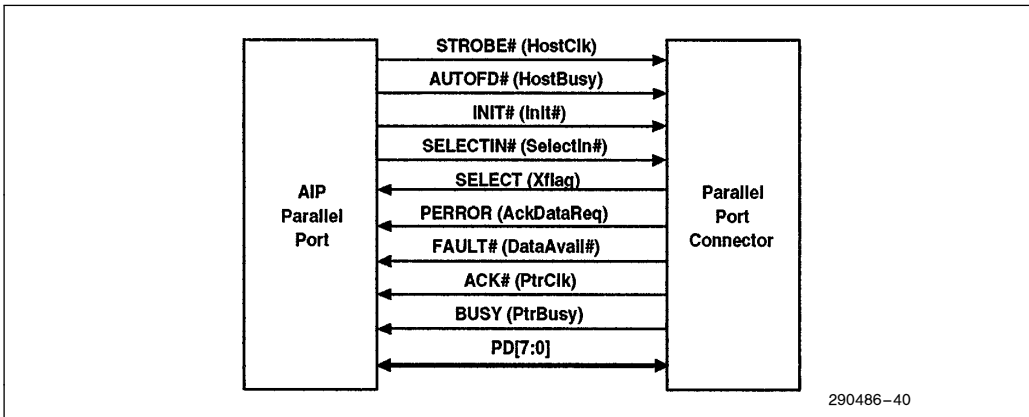 STROBE# (HostClk)
AUTOFD# (HostBusy)
INIT# (Init#)
SELECTIN# (SelectIn#)
SELECT (Xflag)
PERROR (AckDataReq)
FAULT# (DataAvail#)
ACK# (PtrClk)
BUSY (PtrBusy)
PD[7:0]
AIP
Parallel
Port
Parallel
Port
Connector
290486–40